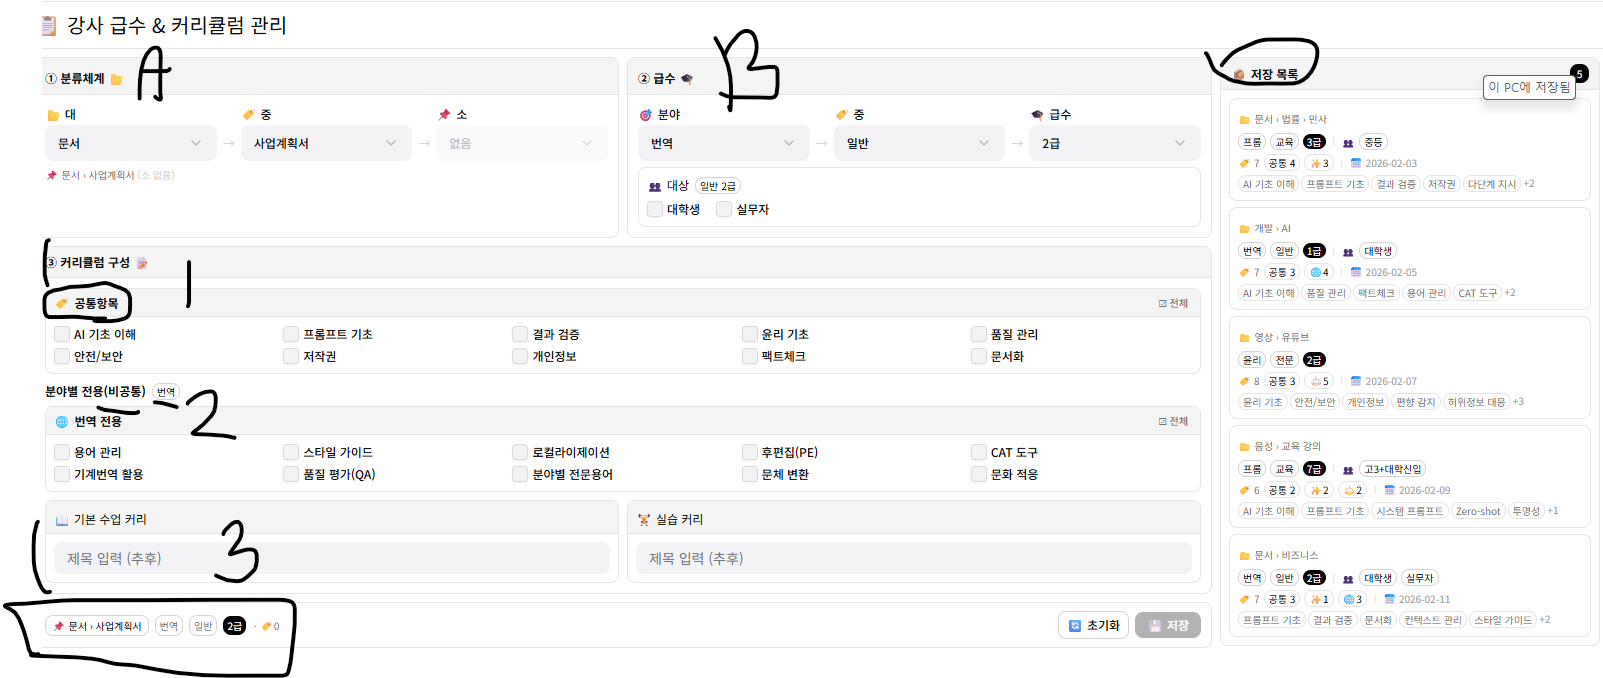 강사 급수 & 커리큘럼 관리
① 분류체계
A
대
중
소
문서
사업계획서
없음
문서 › 사업계획서 (소 없음)
② 급수
B
분야
중
급수
번역
일반
2급
대상 일반 2급
대학생 실무자
③ 커리큘럼 구성
1
공통항목
전체
AI 기초 이해 프롬프트 기초 결과 검증 윤리 기초 품질 관리
안전/보안 저작권 개인정보 팩트체크 문서화
분야별 전용(비공통) 번역
2
번역 전용
전체
용어 관리 스타일 가이드 로컬라이제이션 후편집(PE) CAT 도구
기계번역 활용 품질 평가(QA) 분야별 전문용어 문체 변환 문화 적응
기본 수업 커리
제목 입력 (추후)
3
실습 커리
제목 입력 (추후)
문서 › 사업계획서 번역 일반 2급 · 0
초기화 저장
저장 목록
5
이 PC에 저장됨
문서 › 법률 › 민사
프롬 교육 3급 중등
7 공통 4 3 2026-02-03
AI 기초 이해 프롬프트 기초 결과 검증 저작권 다단계 지시 +2
개발 › AI
번역 일반 1급 대학생
7 공통 3 4 2026-02-05
AI 기초 이해 품질 관리 팩트체크 용어 관리 CAT 도구 +2
영상 › 유튜브
윤리 전문 2급
8 공통 3 5 2026-02-07
윤리 기초 안전/보안 개인정보 편향 감지 허위정보 대응 +3
음성 › 교육 강의
프롬 교육 7급 고3+대학신입
6 공통 2 2 2 2026-02-09
AI 기초 이해 프롬프트 기초 시스템 프롬프트 Zero-shot 투명성 +1
문서 › 비즈니스
번역 일반 2급 대학생 실무자
7 공통 3 1 3 2026-02-11
프롬프트 기초 결과 검증 문서화 컨텍스트 관리 스타일 가이드 +2